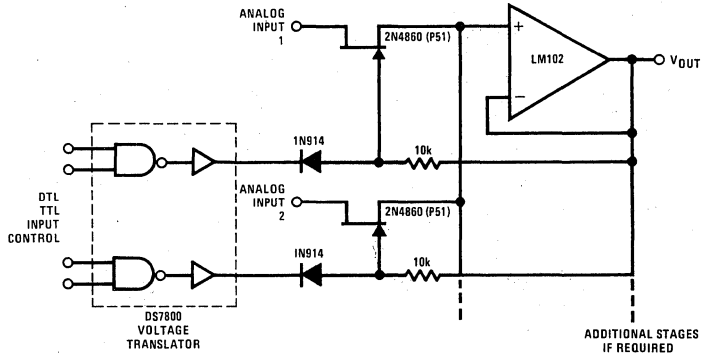 ANALOG
INPUT
1
2N4860 (P51)
+
LM102
VOUT
−
1N914
10k
DTL
TTL
INPUT
CONTROL
ANALOG
INPUT
2
2N4860 (P51)
IN914
10k
DS7800
VOLTAGE
TRANSLATOR
ADDITIONAL STAGES
IF REQUIRED